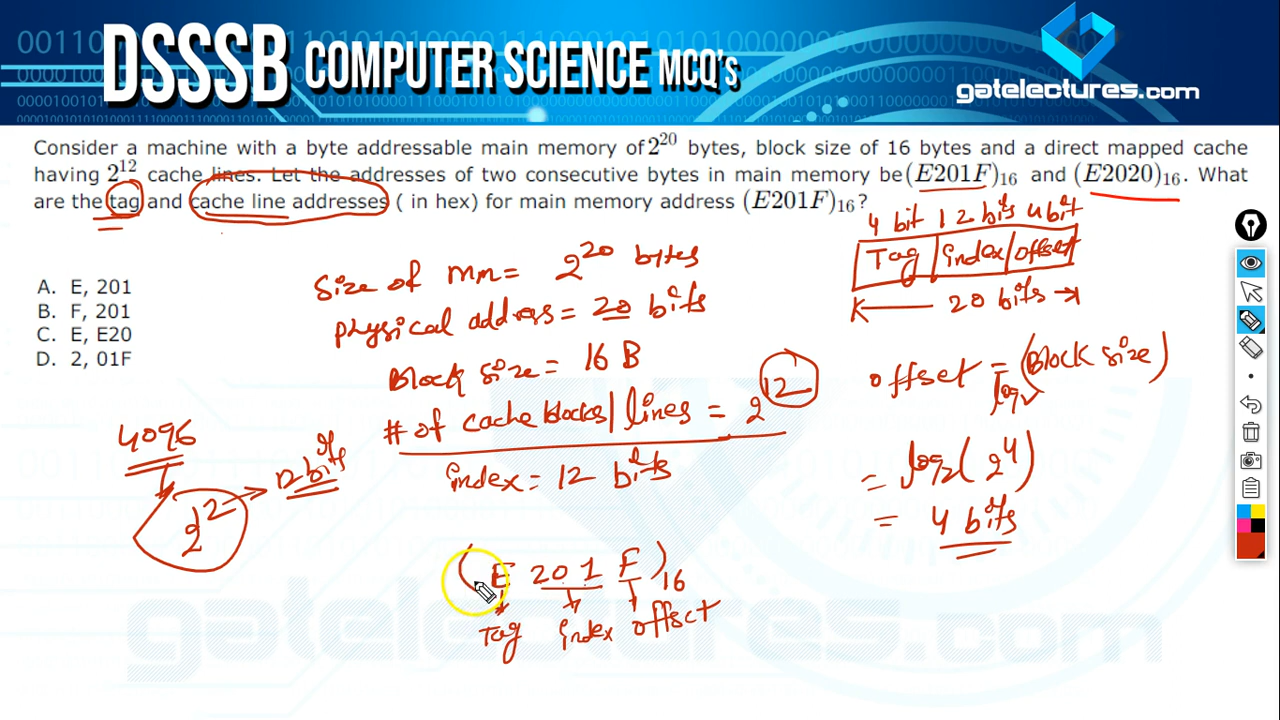 DSSSB COMPUTER SCIENCE MCQ's
gatelectures.com
Consider a machine with a byte addressable main memory of 2^20 bytes, block size of 16 bytes and a direct mapped cache
having 2^12 cache lines. Let the addresses of two consecutive bytes in main memory be (E201F)16 and (E2020)16. What
are the tag and cache line addresses ( in hex) for main memory address (E201F)16?
4 bit 12 bits 4 bit
Tag index offset
20 bits
A. E, 201
B. F, 201
C. E, E20
D. 2, 01F
Size of mm = 2^20 bytes
physical address = 20 bits
Block size = 16 B
# of cache blocks / lines = 2^12
index = 12 bits
offset = log2 (Block size)
= log2 (2^4)
= 4 bits
4096
2^12 12 bits
(E 201 F)16
Tag index offset
gatelectures.com